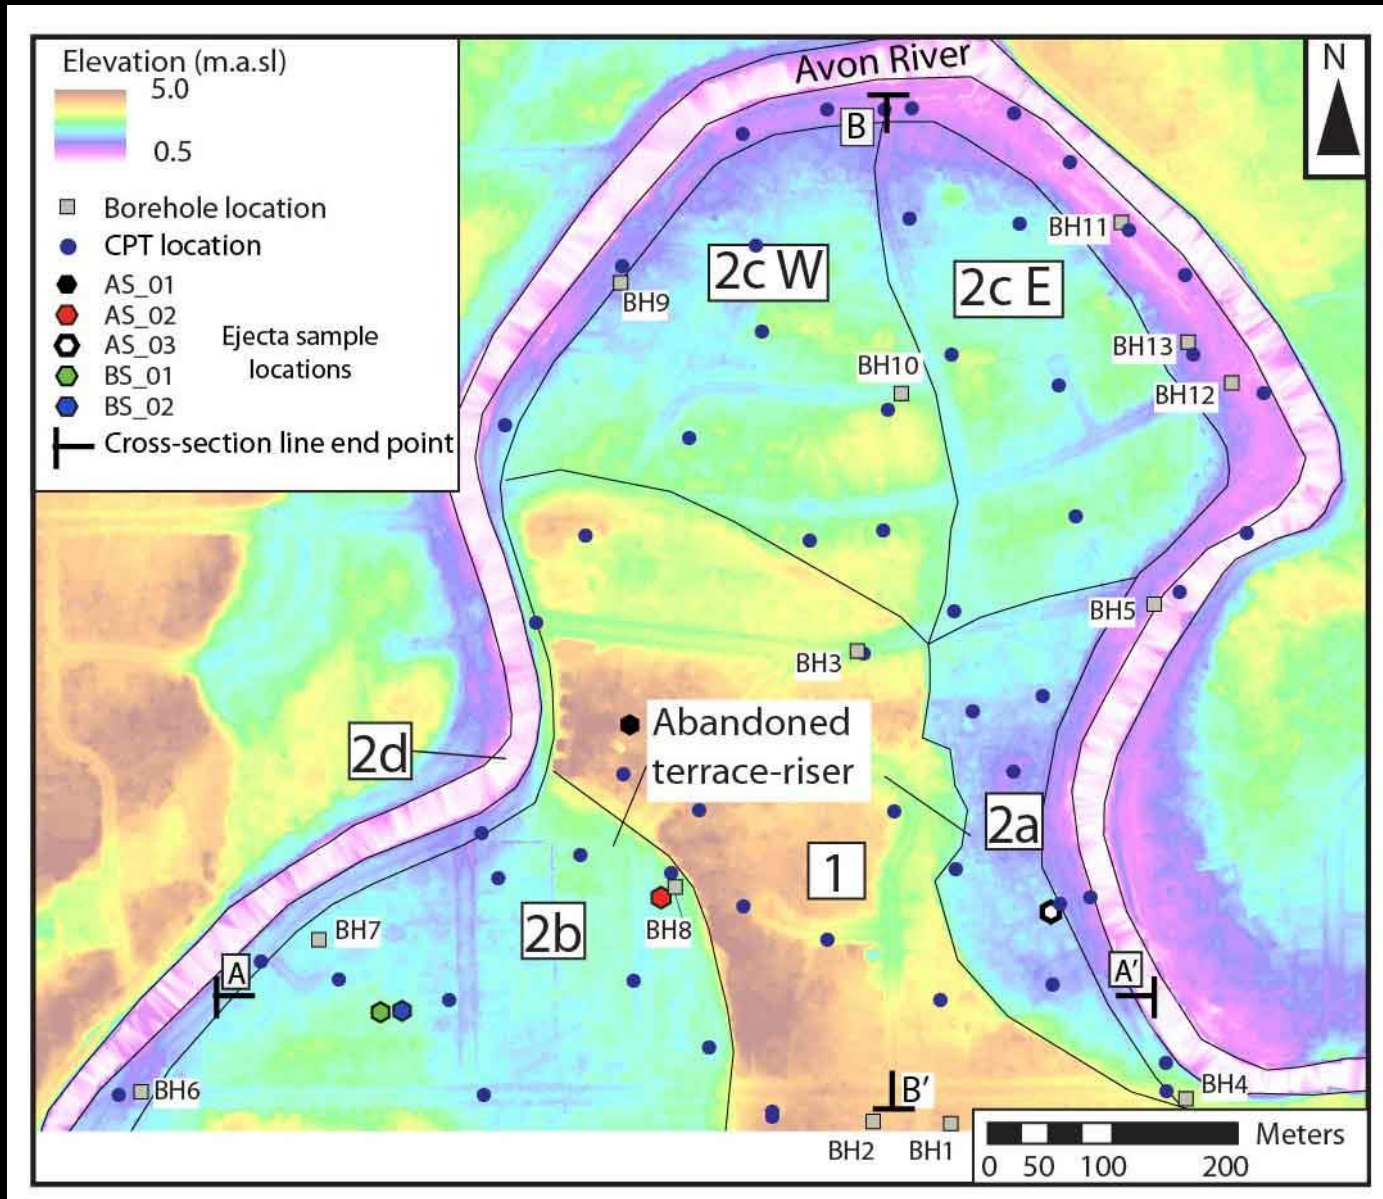 Elevation (m.a.sl)
5.0
0.5
Borehole location
CPT location
AS_01
AS_02
AS_03
BS_01
BS_02
Ejecta sample
locations
Cross-section line end point
Avon River
N
B
2c W
2c E
BH11
BH9
BH13
BH10
BH12
BH5
BH3
Abandoned
terrace-riser
2d
2a
1
2b
BH8
BH7
A
A'
BH6
B'
BH4
BH2
BH1
Meters
0 50 100 200